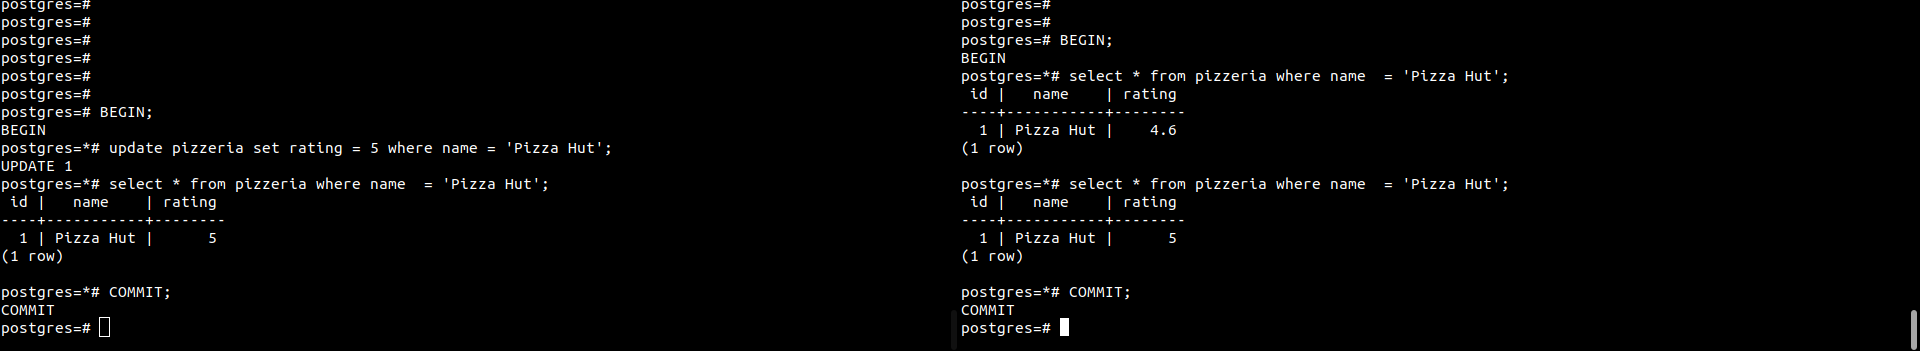 postgres=#
postgres=#
postgres=#
postgres=#
postgres=#
postgres=#
postgres=# BEGIN;
BEGIN
postgres=*# update pizzeria set rating = 5 where name = 'Pizza Hut';
UPDATE 1
postgres=*# select * from pizzeria where name  = 'Pizza Hut';
 id |   name    | rating
----+-----------+--------
  1 | Pizza Hut |      5
(1 row)

postgres=*# COMMIT;
COMMIT
postgres=#
postgres=#
postgres=#
postgres=# BEGIN;
BEGIN
postgres=*# select * from pizzeria where name  = 'Pizza Hut';
 id |   name    | rating
----+-----------+--------
  1 | Pizza Hut |    4.6
(1 row)

postgres=*# select * from pizzeria where name  = 'Pizza Hut';
 id |   name    | rating
----+-----------+--------
  1 | Pizza Hut |      5
(1 row)

postgres=*# COMMIT;
COMMIT
postgres=#